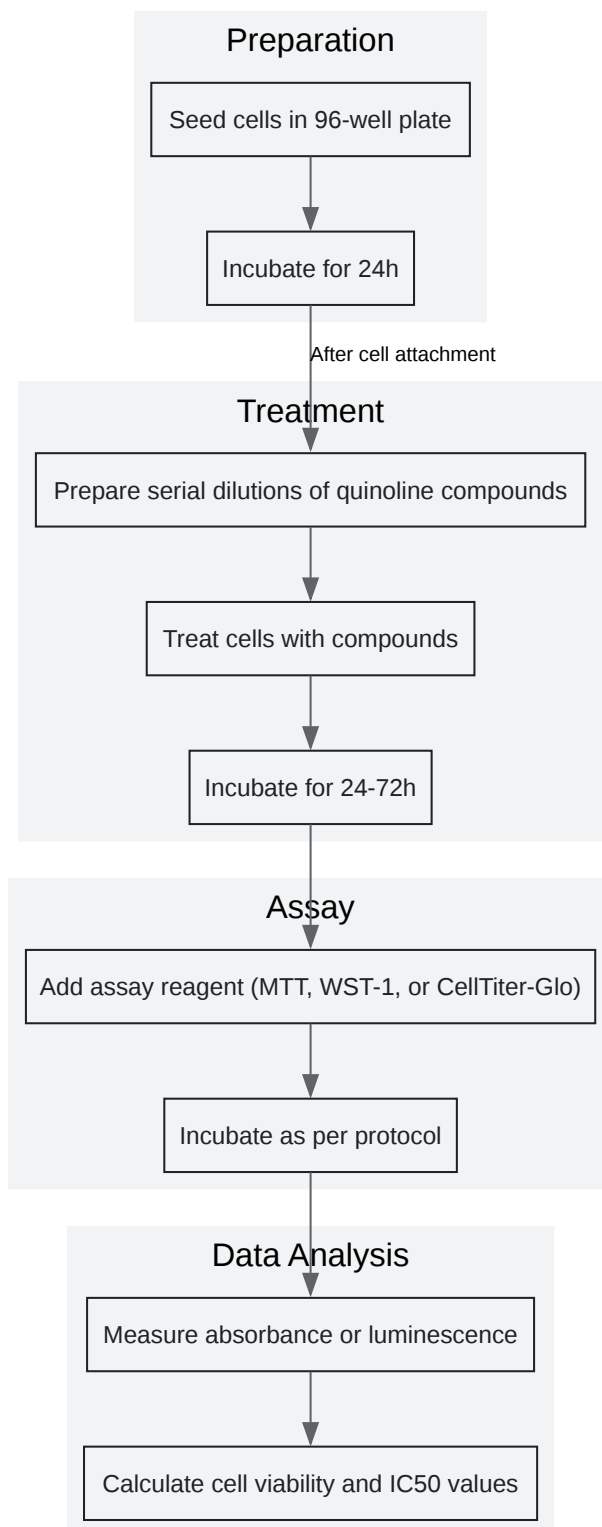 Preparation
Seed cells in 96-well plate
Incubate for 24h
After cell attachment
Treatment
Prepare serial dilutions of quinoline compounds
Treat cells with compounds
Incubate for 24-72h
Assay
Add assay reagent (MTT, WST-1, or CellTiter-Glo)
Incubate as per protocol
Data Analysis
Measure absorbance or luminescence
Calculate cell viability and IC50 values